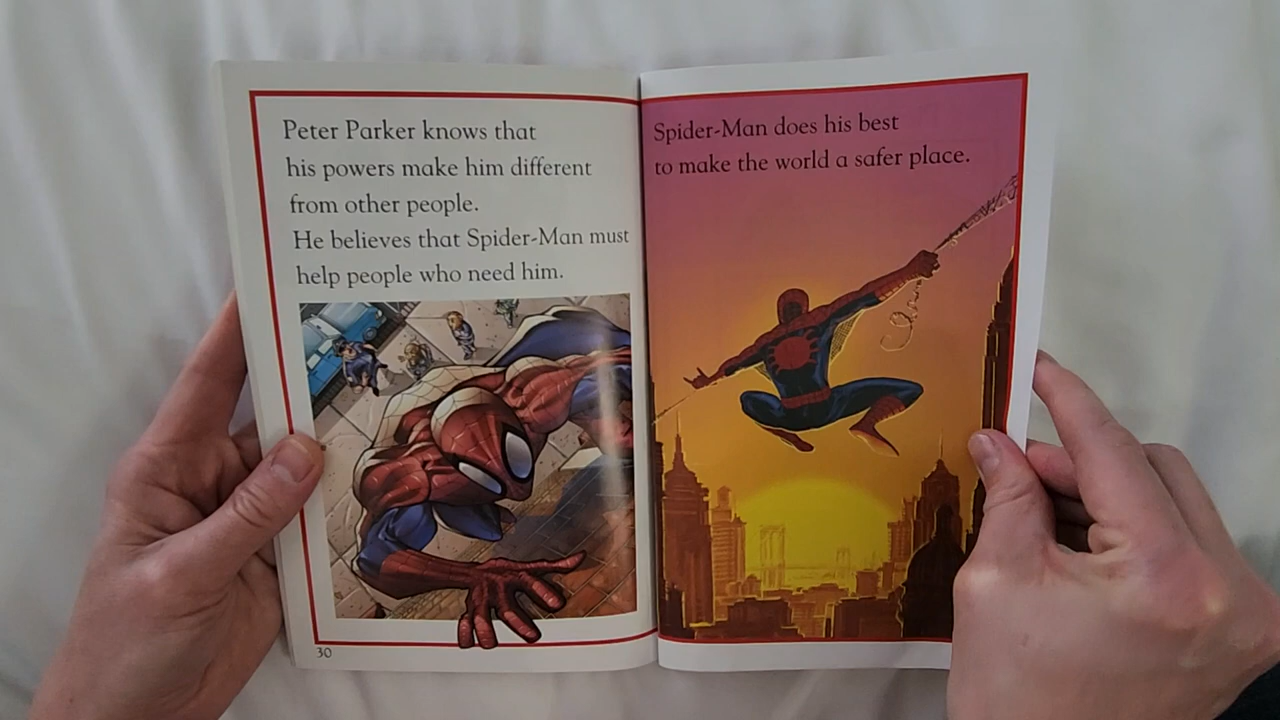 Peter Parker knows that
his powers make him different
from other people.
He believes that Spider-Man must
help people who need him.
30
Spider-Man does his best
to make the world a safer place.